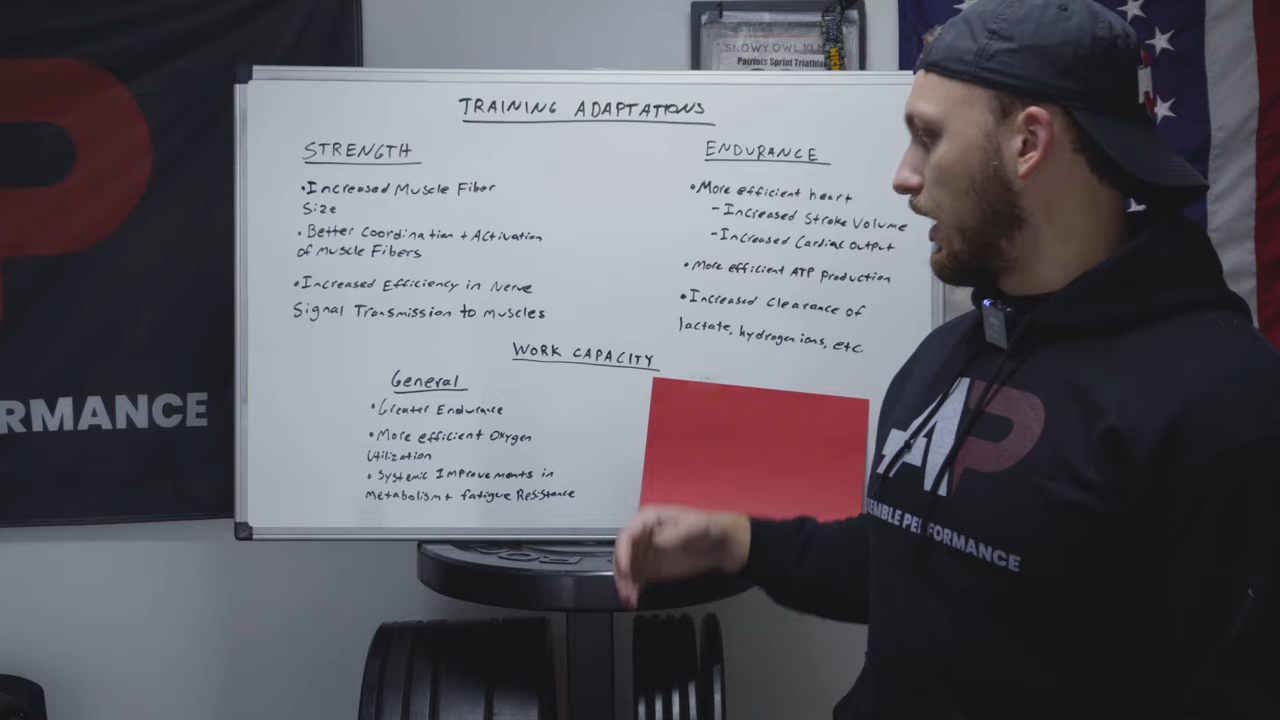 SNOWY OWL 10
Patriots Sprint Triathlon
TRAINING ADAPTATIONS
STRENGTH
•Increased Muscle Fiber
Size
•Better Coordination + Activation
of Muscle Fibers
•Increased Efficiency in Nerve
Signal Transmission to Muscles
ENDURANCE
•More efficient heart
-Increased Stroke Volume
-Increased Cardiac Output
•More efficient ATP production
•Increased Clearance of
lactate, hydrogen ions, etc.
WORK CAPACITY
General
•Greater Endurance
•More efficient Oxygen
Utilization
•Systemic Improvements in
Metabolism + fatigue Resistance
RMANCE
AP
EMBLE PERFORMANCE